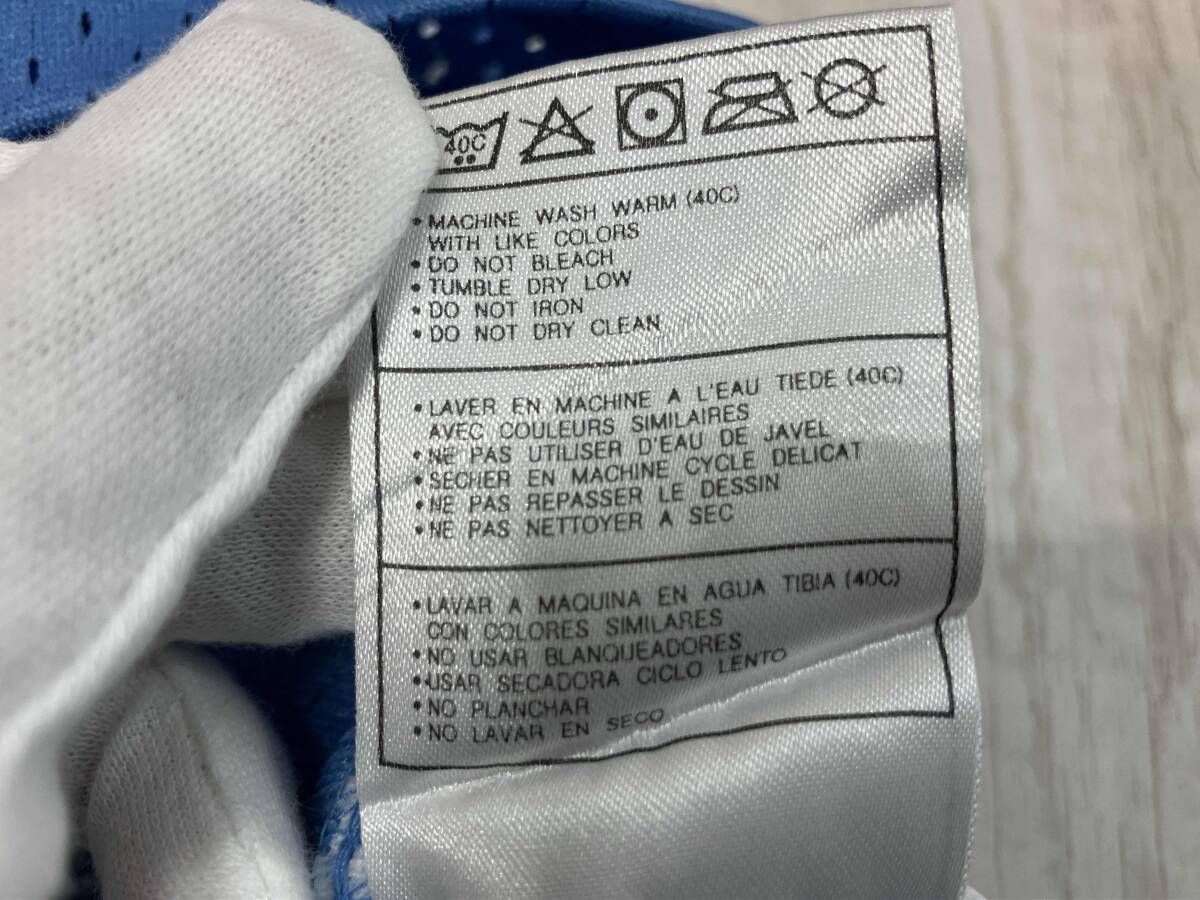 40C
• MACHINE WASH WARM (40C)
WITH LIKE COLORS
• DO NOT BLEACH
• TUMBLE DRY LOW
• DO NOT IRON
• DO NOT DRY CLEAN
• LAVER EN MACHINE A L'EAU TIEDE (40C)
AVEC COULEURS SIMILAIRES
• NE PAS UTILISER D'EAU DE JAVEL
• SECHER EN MACHINE CYCLE DELICAT
• NE PAS REPASSER LE DESSIN
• NE PAS NETTOYER A SEC
• LAVAR A MAQUINA EN AGUA TIBIA (40C)
CON COLORES SIMILARES
• NO USAR BLANQUEADORES
• USAR SECADORA CICLO LENTO
• NO PLANCHAR
• NO LAVAR EN SECO